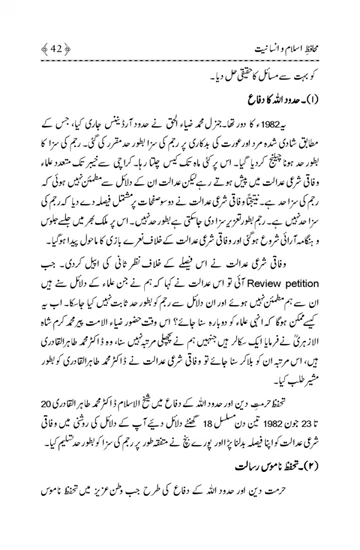 محافظِ اسلام و انسانیت
﴿ 42 ﴾
کو بہت سے مسائل کا حقیقی حل دیا۔
(۱)۔ حدود اللہ کا دفاع
یہ 1982ء کا دور تھا۔ جنرل محمد ضیاء الحق نے حدود آرڈیننس جاری کیا، جس کے
مطابق شادی شدہ مرد اور عورت کی بدکاری پر رجم کی سزا بطور حد مقرر کی گئی۔ رجم کی سزا کا
بطور حد ہونا چیلنج کر دیا گیا۔ اس پر کئی ماہ تک کیس چلتا رہا۔ کراچی سے خیبر تک متعدد علماء
وفاقی شرعی عدالت میں پیش ہوتے رہے لیکن عدالت ان کے دلائل سے مطمئن نہیں ہوئی کہ
رجم کی سزا حد ہے۔ نتیجتاً وفاقی شرعی عدالت نے دو سو صفحات پر مشتمل فیصلہ دے دیا کہ رجم کی
سزا حد نہیں ہے۔ رجم بطور تعزیر سزا دی جا سکتی ہے بطور حد نہیں۔ اس پر ملک بھر میں جلسے جلوس
و ہنگامہ آرائی شروع ہو گئی اور وفاقی شرعی عدالت کے خلاف نعرے بازی کا ماحول پیدا ہو گیا۔
وفاقی شرعی عدالت نے اس فیصلے کے خلاف نظر ثانی کی اپیل کر دی۔ جب
Review petition آئی تو اس عدالت نے کہا کہ ہم نے جن علماء کے دلائل سنے ہیں
ان سے ہم مطمئن نہیں ہوئے اور ان دلائل سے رجم کو بطور حد ثابت نہیں کیا جا سکا۔ اب یہ
کیسے ممکن ہو گا کہ انہی علماء کو دوبارہ سنا جائے؟ اس وقت حضور ضیاء الامت پیر محمد کرم شاہ
الازہریؒ نے فرمایا ایک سکالر ہیں جنہیں ہم نے پچھلی مرتبہ نہیں سنا، وہ ڈاکٹر محمد طاہر القادری
ہیں، اس مرتبہ ان کو بلا کر سنا جائے تو وفاقی شرعی عدالت نے ڈاکٹر محمد طاہر القادری کو بطور
مشیر طلب کیا۔
تحفظِ حرمتِ دین اور حدود اللہ کے دفاع میں شیخ الاسلام ڈاکٹر محمد طاہر القادری 20
تا 23 جون 1982 تین دن مسلسل 18 گھنٹے دلائل دیئے آپ کے دلائل کی روشنی میں وفاقی
شرعی عدالت کو اپنا فیصلہ بدلنا پڑا اور پورے بنچ نے متفقہ طور پر رجم کی سزا کو بطور حد تسلیم کیا۔
(۲)۔ تحفظِ ناموسِ رسالت
حرمت دین اور حدود اللہ کے دفاع کی طرح جب وطن عزیز میں تحفظ ناموس